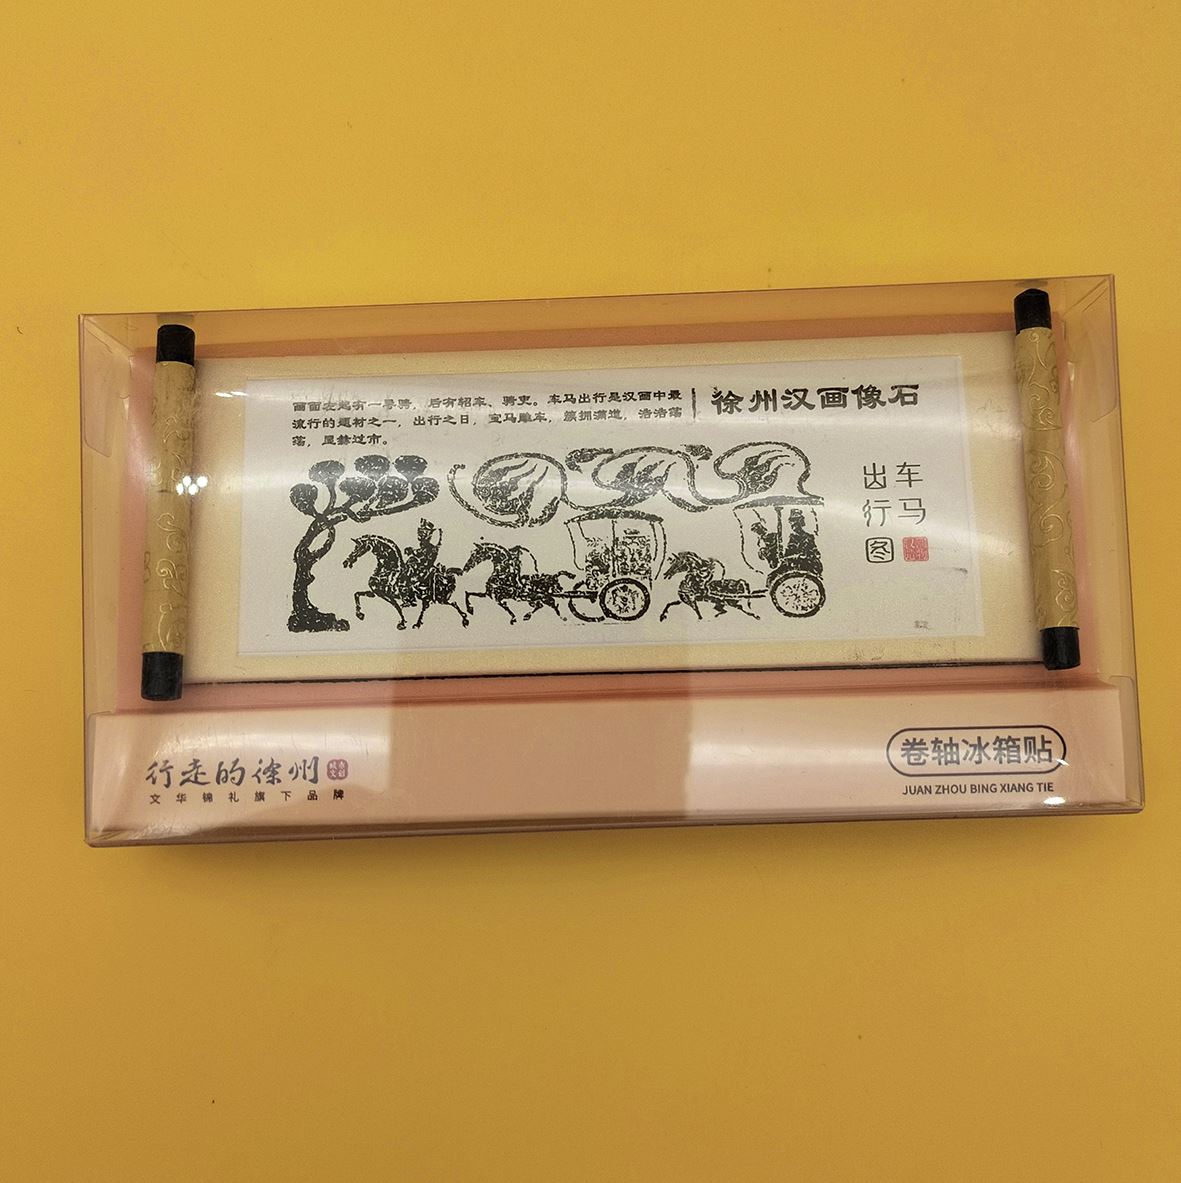 徐州汉画像石
画面左起有一导骑，后有轺车、骑吏。车马出行是汉画中最
流行的题材之一，出行之日，宝马雕车，簇拥满道，浩浩荡
荡，显赫过市。
车马
出行
图
行走的徐州
文华锦礼旗下品牌
卷轴冰箱贴
JUAN ZHOU BING XIANG TIE